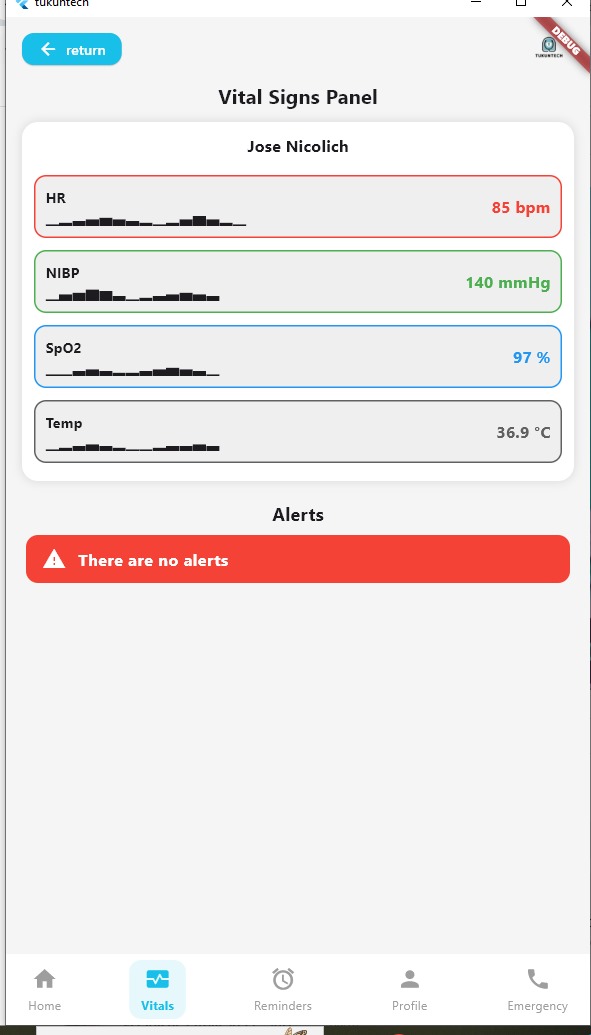 tukuntech
return
DEBUG
TUKUNTECH
Vital Signs Panel
Jose Nicolich
HR
85 bpm
NIBP
140 mmHg
SpO2
97 %
Temp
36.9 °C
Alerts
There are no alerts
Home
Vitals
Reminders
Profile
Emergency